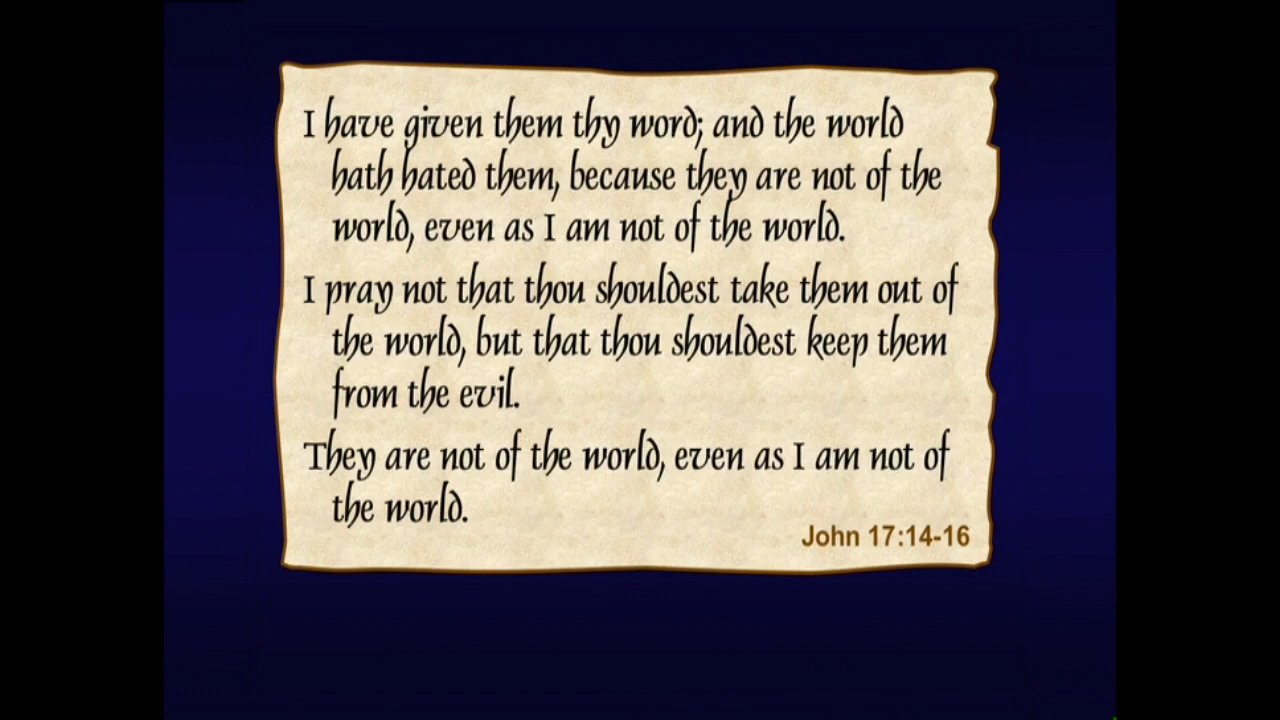 I have given them thy word; and the world
hath hated them, because they are not of the
world, even as I am not of the world.
I pray not that thou shouldest take them out of
the world, but that thou shouldest keep them
from the evil.
They are not of the world, even as I am not of
the world.
John 17:14-16